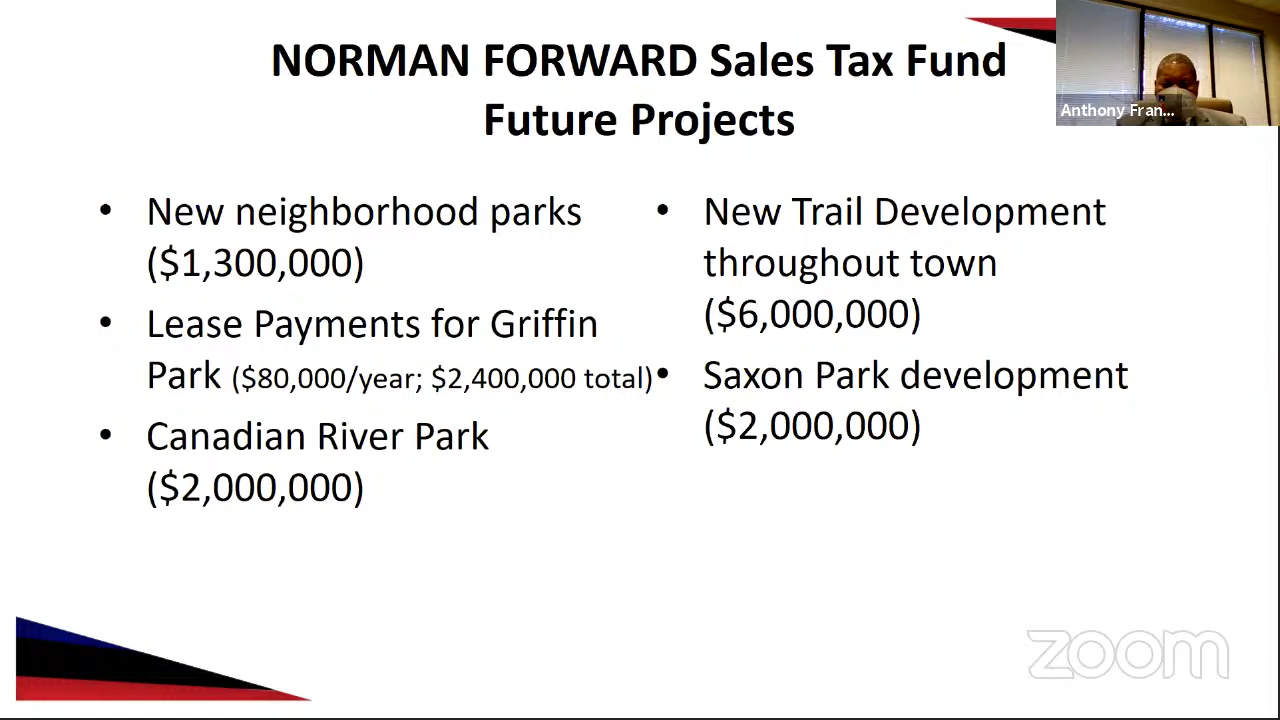 NORMAN FORWARD Sales Tax Fund
Future Projects
Anthony Fran...
• New neighborhood parks
($1,300,000)
• Lease Payments for Griffin
Park ($80,000/year; $2,400,000 total)
• Canadian River Park
($2,000,000)
• New Trail Development
throughout town
($6,000,000)
• Saxon Park development
($2,000,000)
zoom